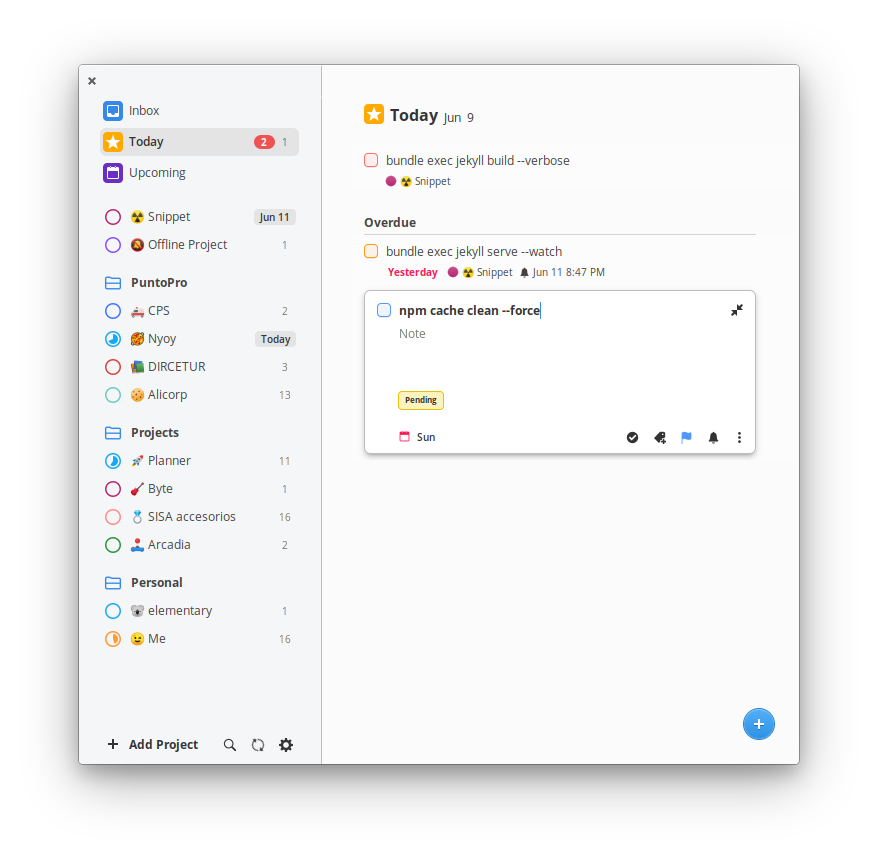 Inbox
Today 2 1
Upcoming
Snippet Jun 11
Offline Project 1
PuntoPro
CPS 2
Nyoy Today
DIRCETUR 3
Alicorp 13
Projects
Planner 11
Byte 1
SISA accesorios 16
Arcadia 2
Personal
elementary 1
Me 16
Add Project
Today Jun 9
bundle exec jekyll build --verbose
Snippet
Overdue
bundle exec jekyll serve --watch
Yesterday Snippet Jun 11 8:47 PM
npm cache clean --force
Note
Pending
Sun